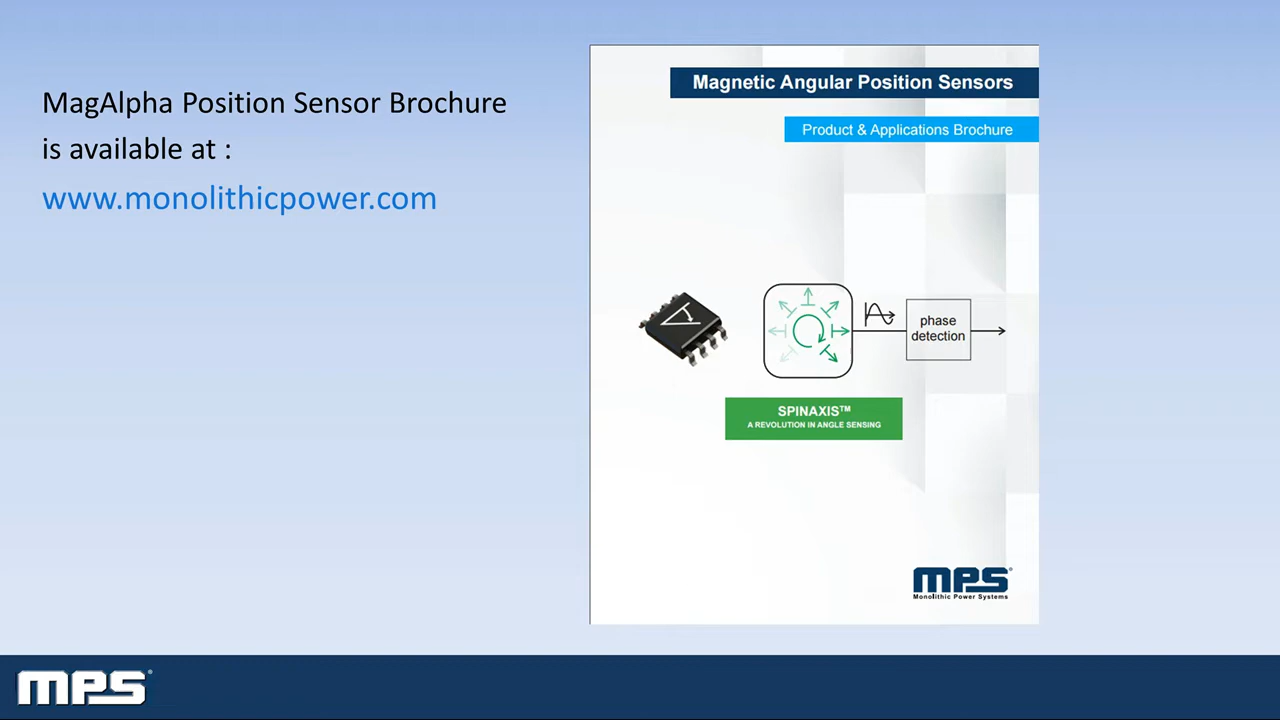 MagAlpha Position Sensor Brochure
is available at :
www.monolithicpower.com
Magnetic Angular Position Sensors
Product & Applications Brochure
phase
detection
SPINAXIS™
A REVOLUTION IN ANGLE SENSING
MPS®
Monolithic Power Systems
MPS®